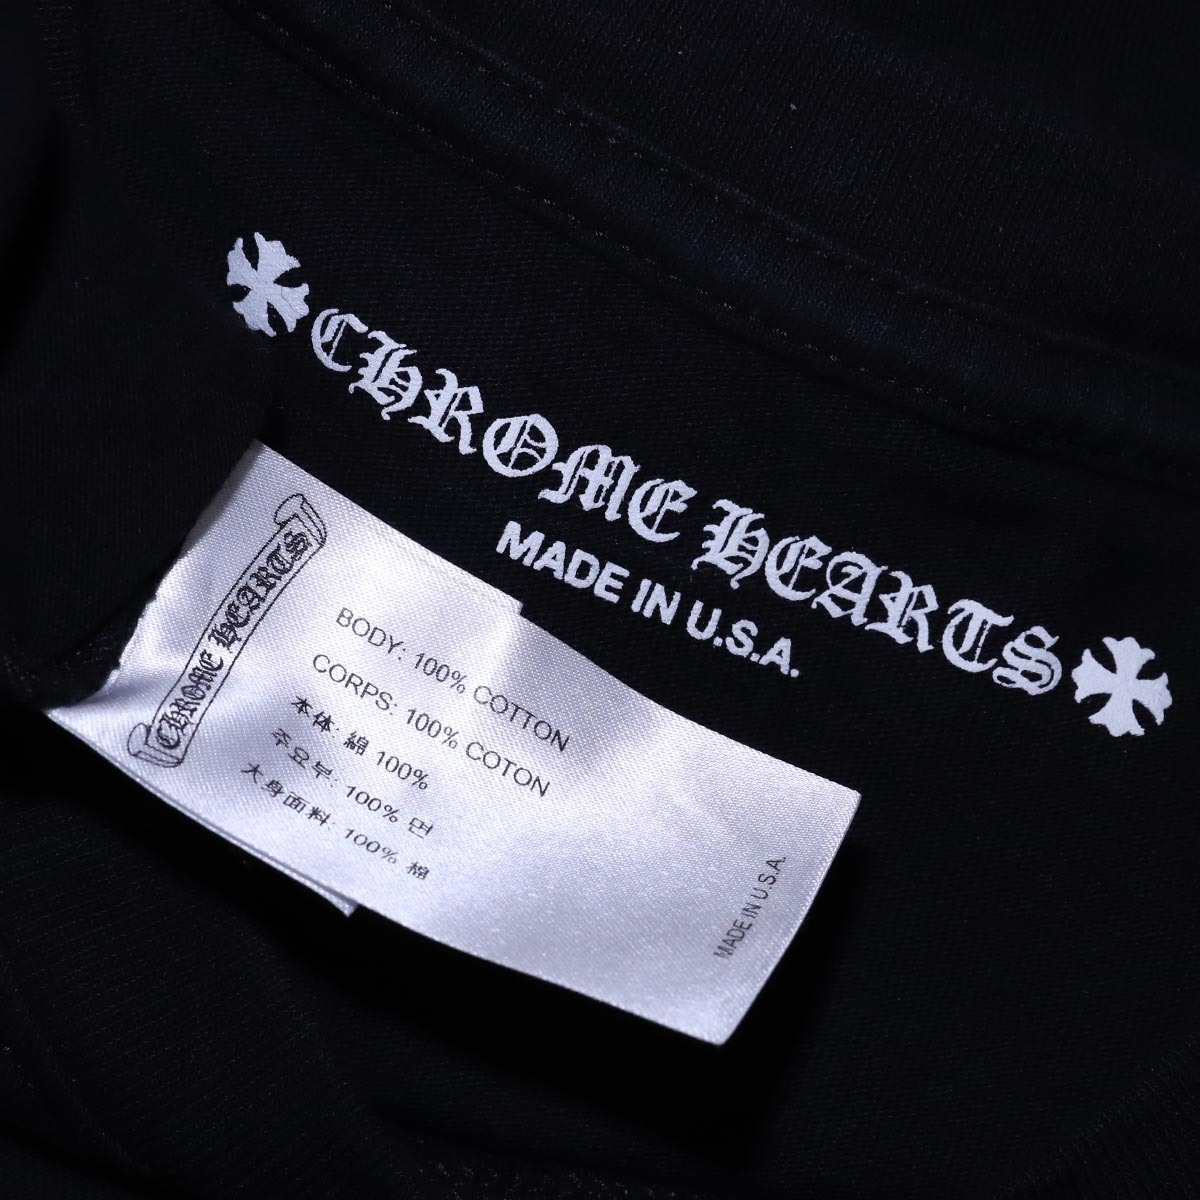 CHROME HEARTS
MADE IN U.S.A.
CHROME HEARTS
BODY: 100% COTTON
CORPS: 100% COTON
本体: 綿 100%
주요부: 100% 면
大身面料: 100% 棉
MADE IN U.S.A.